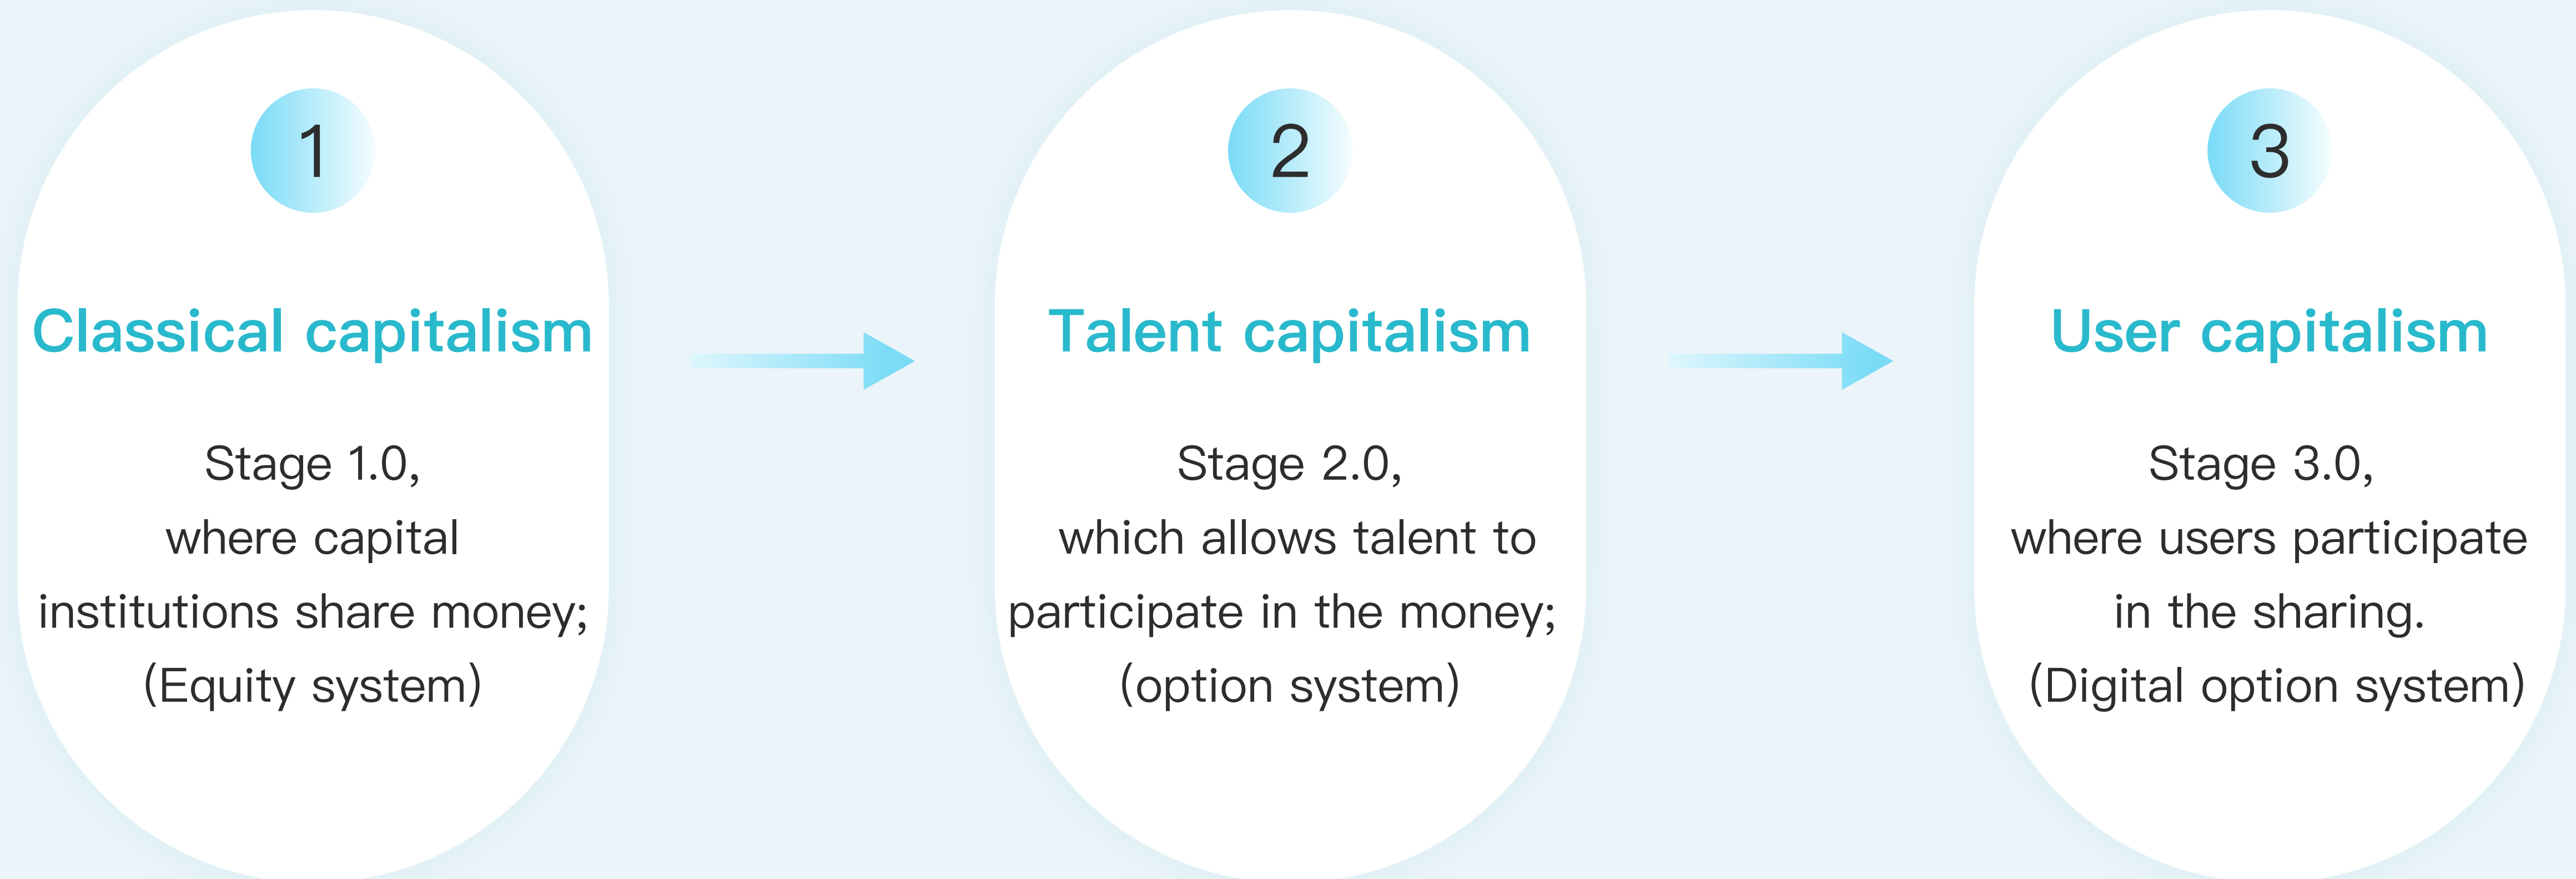 1
Classical capitalism
Stage 1.0,
where capital
institutions share money;
(Equity system)
2
Talent capitalism
Stage 2.0,
which allows talent to
participate in the money;
(option system)
3
User capitalism
Stage 3.0,
where users participate
in the sharing.
(Digital option system)